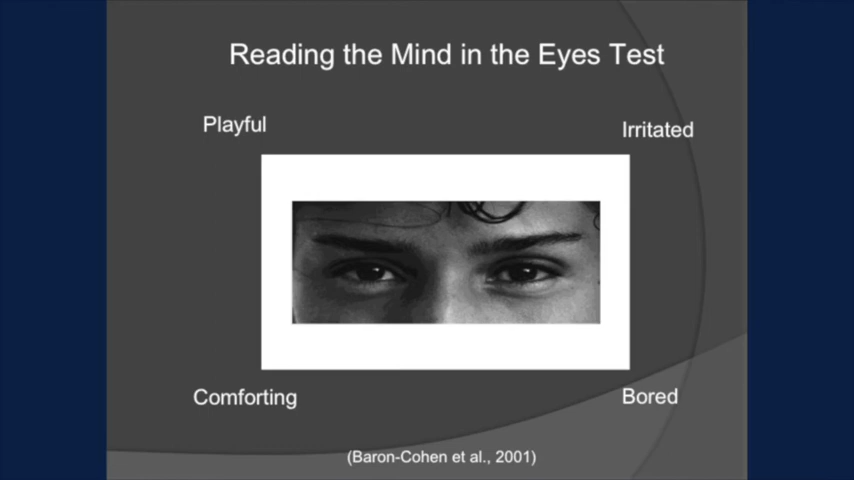 Reading the Mind in the Eyes Test
Playful
Irritated
Comforting
Bored
(Baron-Cohen et al., 2001)